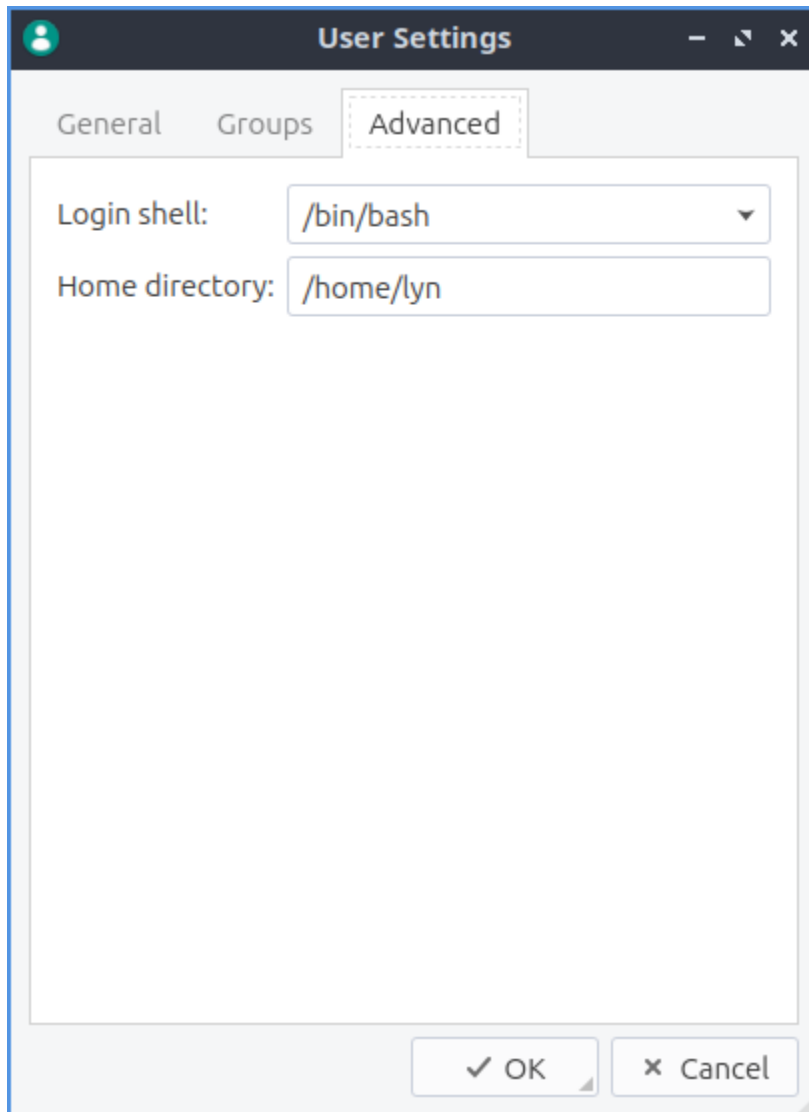 User Settings
General Groups Advanced
Login shell: /bin/bash
Home directory: /home/lyn
OK Cancel